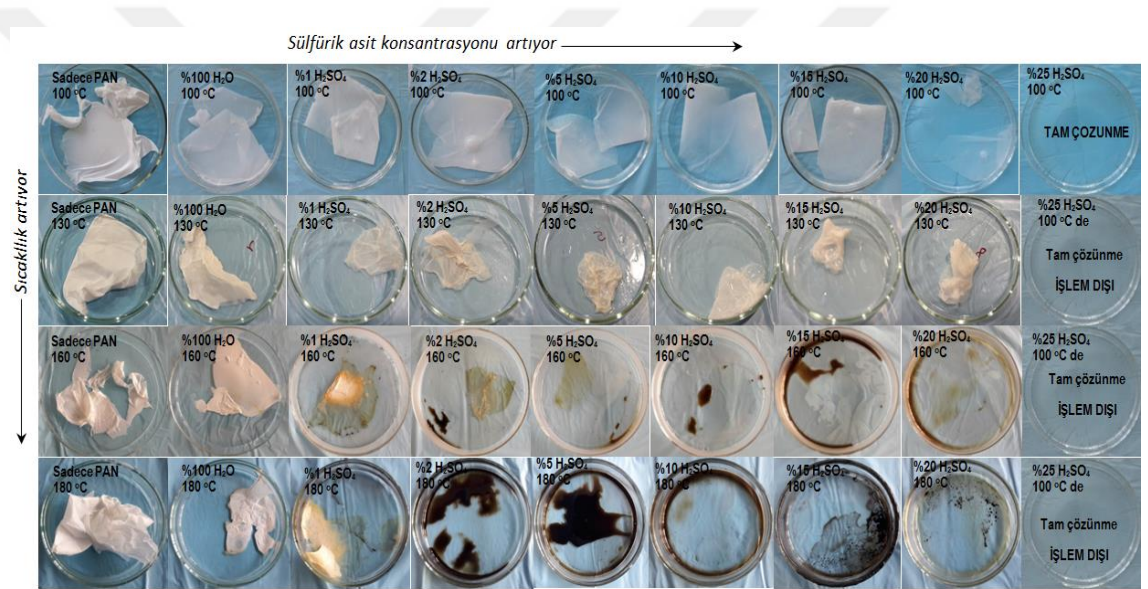 Sülfürik asit konsantrasyonu artıyor
Sıcaklık artıyor
Sadece PAN
100 °C
%100 H₂O
100 °C
%1 H₂SO₄
100 °C
%2 H₂SO₄
100 °C
%5 H₂SO₄
100 °C
%10 H₂SO₄
100 °C
%15 H₂SO₄
100 °C
%20 H₂SO₄
100 °C
%25 H₂SO₄
100 °C
TAM ÇOZUNME
Sadece PAN
130 °C
%100 H₂O
130 °C
%1 H₂SO₄
130 °C
%2 H₂SO₄
130 °C
%5 H₂SO₄
130 °C
%10 H₂SO₄
130 °C
%15 H₂SO₄
130 °C
%20 H₂SO₄
130 °C
%25 H₂SO₄
100 °C de
Tam çözünme
İŞLEM DIŞI
Sadece PAN
160 °C
%100 H₂O
160 °C
%1 H₂SO₄
160 °C
%2 H₂SO₄
160 °C
%5 H₂SO₄
160 °C
%10 H₂SO₄
160 °C
%15 H₂SO₄
160 °C
%20 H₂SO₄
160 °C
%25 H₂SO₄
100 °C de
Tam çözünme
İŞLEM DIŞI
Sadece PAN
180 °C
%100 H₂O
180 °C
%1 H₂SO₄
180 °C
%2 H₂SO₄
180 °C
%5 H₂SO₄
180 °C
%10 H₂SO₄
180 °C
%15 H₂SO₄
180 °C
%20 H₂SO₄
180 °C
%25 H₂SO₄
100 °C de
Tam çözünme
İŞLEM DIŞI